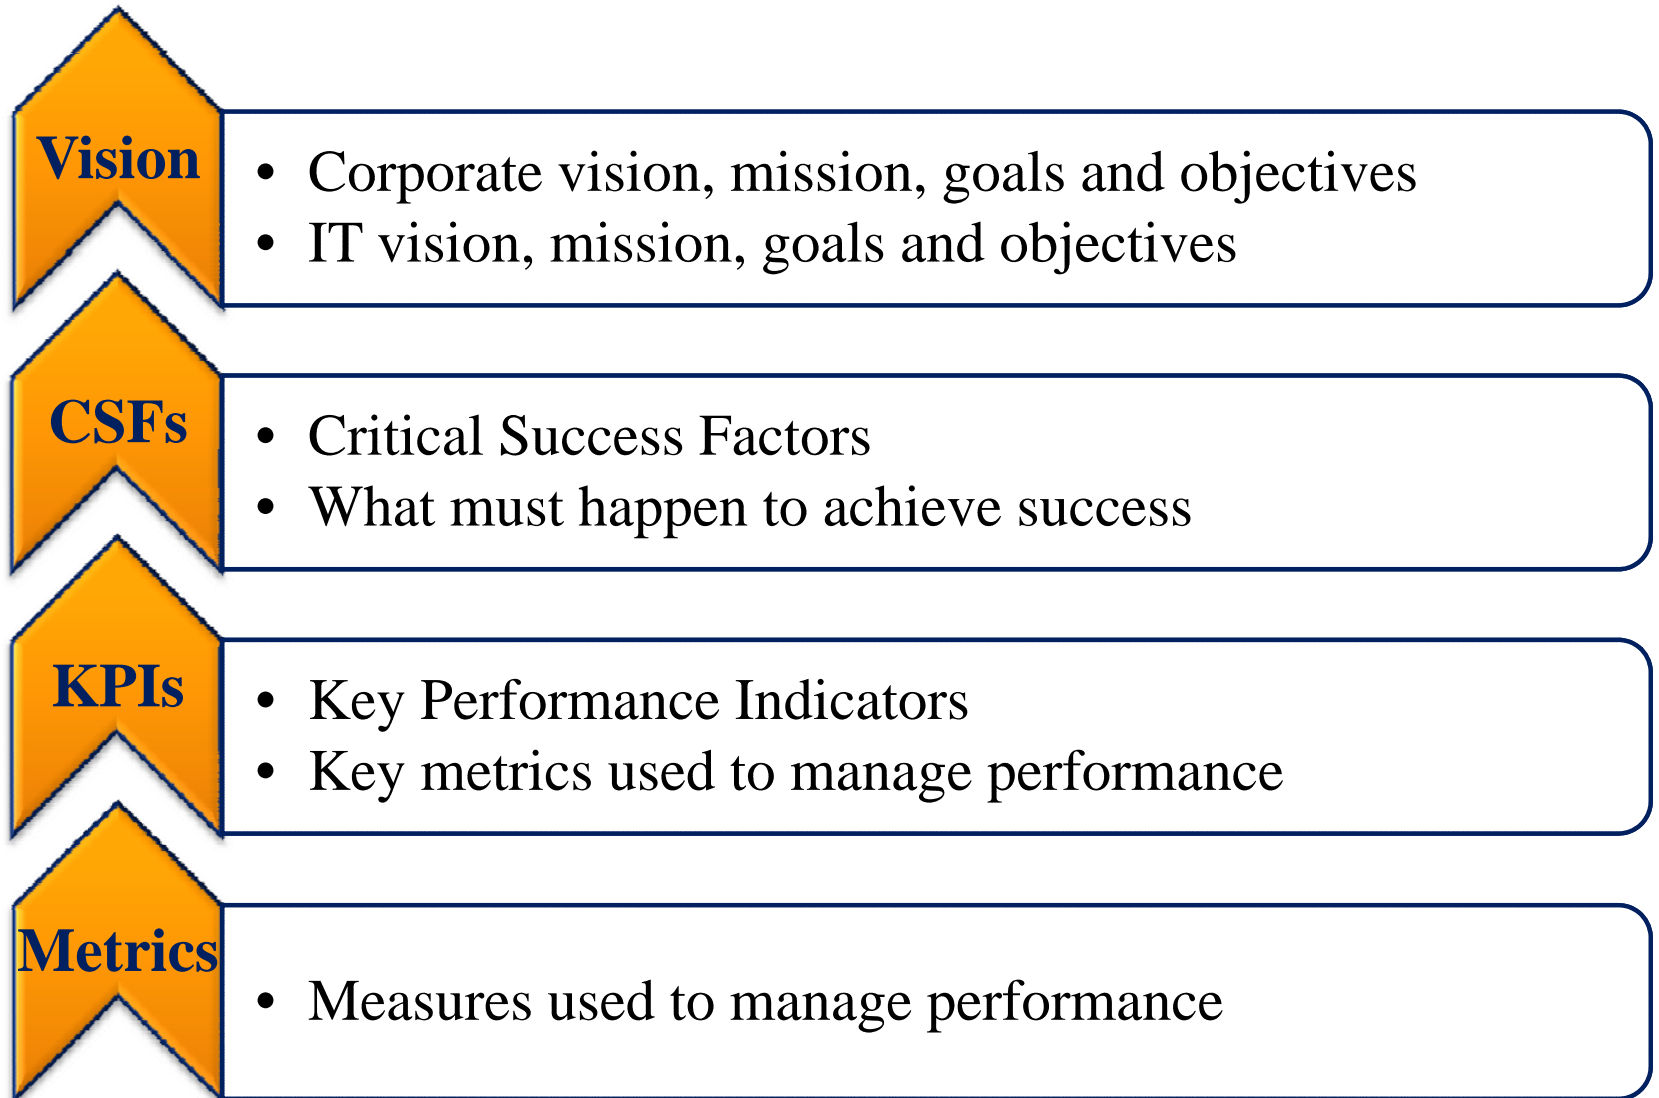 Vision
• Corporate vision, mission, goals and objectives
• IT vision, mission, goals and objectives
CSFs
• Critical Success Factors
• What must happen to achieve success
KPIs
• Key Performance Indicators
• Key metrics used to manage performance
Metrics
• Measures used to manage performance